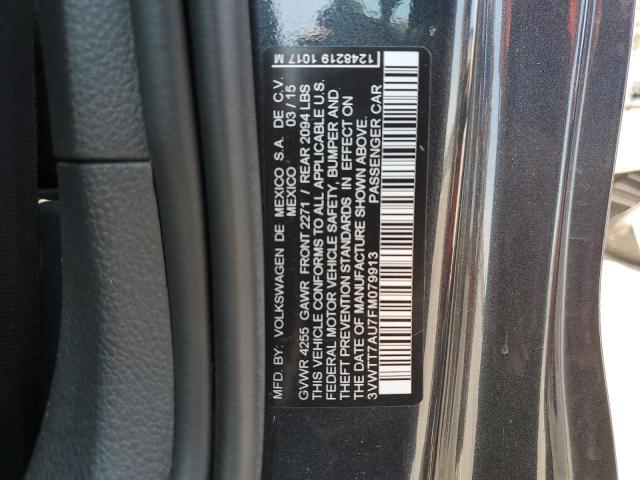 MFD. BY: VOLKSWAGEN DE MEXICO S.A. DE C.V.
MEXICO 03/15
GVWR 4255 GAWR FRONT 2271 / REAR 2094 LBS
THIS VEHICLE CONFORMS TO ALL APPLICABLE U.S.
FEDERAL MOTOR VEHICLE SAFETY, BUMPER AND
THEFT PREVENTION STANDARDS IN EFFECT ON
THE DATE OF MANUFACTURE SHOWN ABOVE.
3VWTT7AU7FM079913 PASSENGER CAR
1248219 1017 M